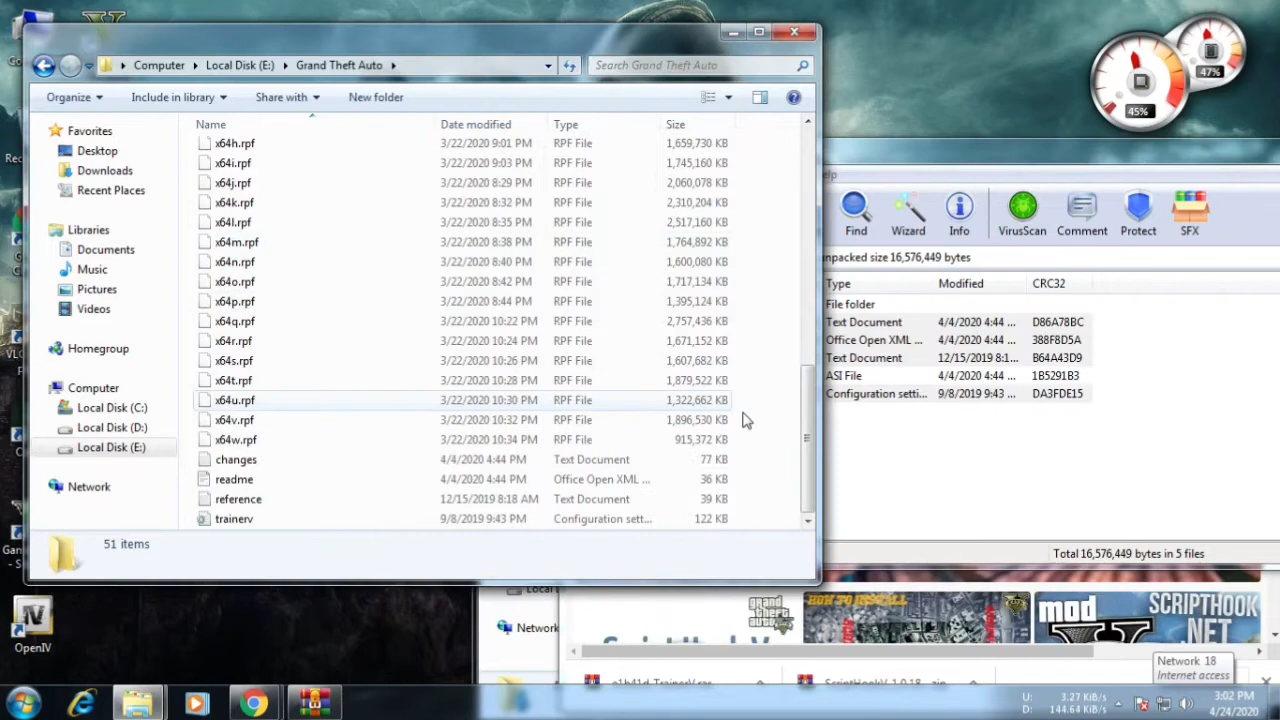 Computer Local Disk (E:) Grand Theft Auto
Search Grand Theft Auto
Organize Include in library Share with New folder
Favorites
Desktop
Downloads
Recent Places
Libraries
Documents
Music
Pictures
Videos
Homegroup
Computer
Local Disk (C:)
Local Disk (D:)
Local Disk (E:)
Network
Name Date modified Type Size
x64h.rpf 3/22/2020 9:01 PM RPF File 1,659,730 KB
x64i.rpf 3/22/2020 9:03 PM RPF File 1,745,160 KB
x64j.rpf 3/22/2020 8:29 PM RPF File 2,060,078 KB
x64k.rpf 3/22/2020 8:32 PM RPF File 2,310,204 KB
x64l.rpf 3/22/2020 8:35 PM RPF File 2,517,160 KB
x64m.rpf 3/22/2020 8:38 PM RPF File 1,764,892 KB
x64n.rpf 3/22/2020 8:40 PM RPF File 1,600,080 KB
x64o.rpf 3/22/2020 8:42 PM RPF File 1,717,134 KB
x64p.rpf 3/22/2020 8:44 PM RPF File 1,395,124 KB
x64q.rpf 3/22/2020 10:22 PM RPF File 2,757,436 KB
x64r.rpf 3/22/2020 10:24 PM RPF File 1,671,152 KB
x64s.rpf 3/22/2020 10:26 PM RPF File 1,607,682 KB
x64t.rpf 3/22/2020 10:28 PM RPF File 1,879,522 KB
x64u.rpf 3/22/2020 10:30 PM RPF File 1,322,662 KB
x64v.rpf 3/22/2020 10:32 PM RPF File 1,896,530 KB
x64w.rpf 3/22/2020 10:34 PM RPF File 915,372 KB
changes 4/4/2020 4:44 PM Text Document 77 KB
readme 4/4/2020 4:44 PM Office Open XML ... 36 KB
reference 12/15/2019 8:18 AM Text Document 39 KB
trainerv 9/8/2019 9:43 PM Configuration sett... 122 KB
51 items
47%
45%
Find Wizard Info VirusScan Comment Protect SFX
npacked size 16,576,449 bytes
Type Modified CRC32
File folder
Text Document 4/4/2020 4:44 ... D86A78BC
Office Open XML ... 4/4/2020 4:44 ... 388F8D5A
Text Document 12/15/2019 8:1... B64A43D9
ASI File 4/4/2020 4:44 ... 1B5291B3
Configuration setti... 9/8/2019 9:43 ... DA3FDE15
Total 16,576,449 bytes in 5 files
OpenIV
Network
grand theft auto
HOW TO INSTALL
mod V
SCRIPTHOOK
.NET
Network 18
Internet access
U: 3.27 KiB/s
D: 144.64 KiB/s
3:02 PM
4/24/2020